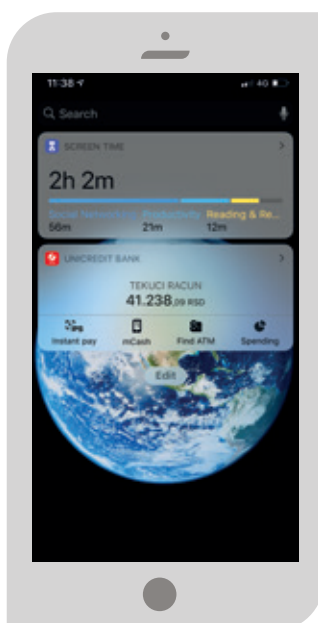 11:38
4G
Search
SCREEN TIME
2h 2m
Social Networking Productivity Reading & Re...
56m 21m 12m
UNICREDIT BANK
TEKUCI RACUN
41.238,09 RSD
Instant pay mCash Find ATM Spending
Edit